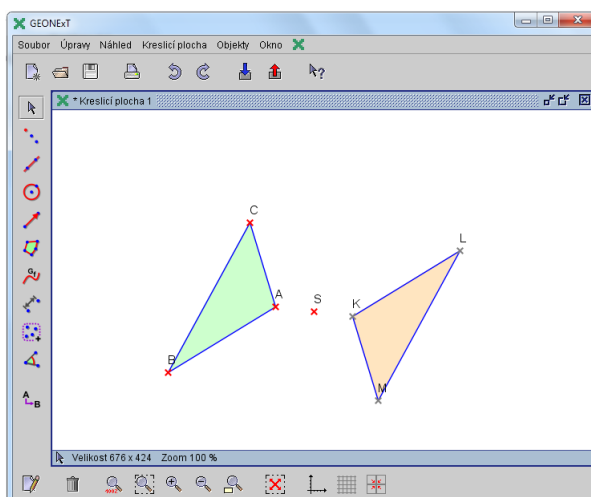 GEONExT
Soubor Úpravy Náhled Kreslicí plocha Objekty Okno
* Kreslicí plocha 1
C
L
A
S
K
B
M
A
B
Velikost 676 x 424 Zoom 100 %